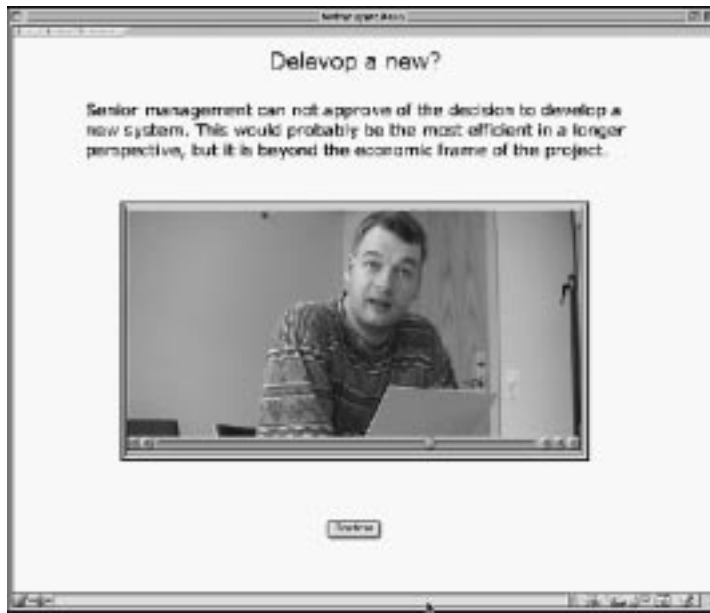 Delevop a new?
Senior management can not approve of the decision to develop a
new system. This would probably be the most efficient in a longer
perspective, but it is beyond the economic frame of the project.